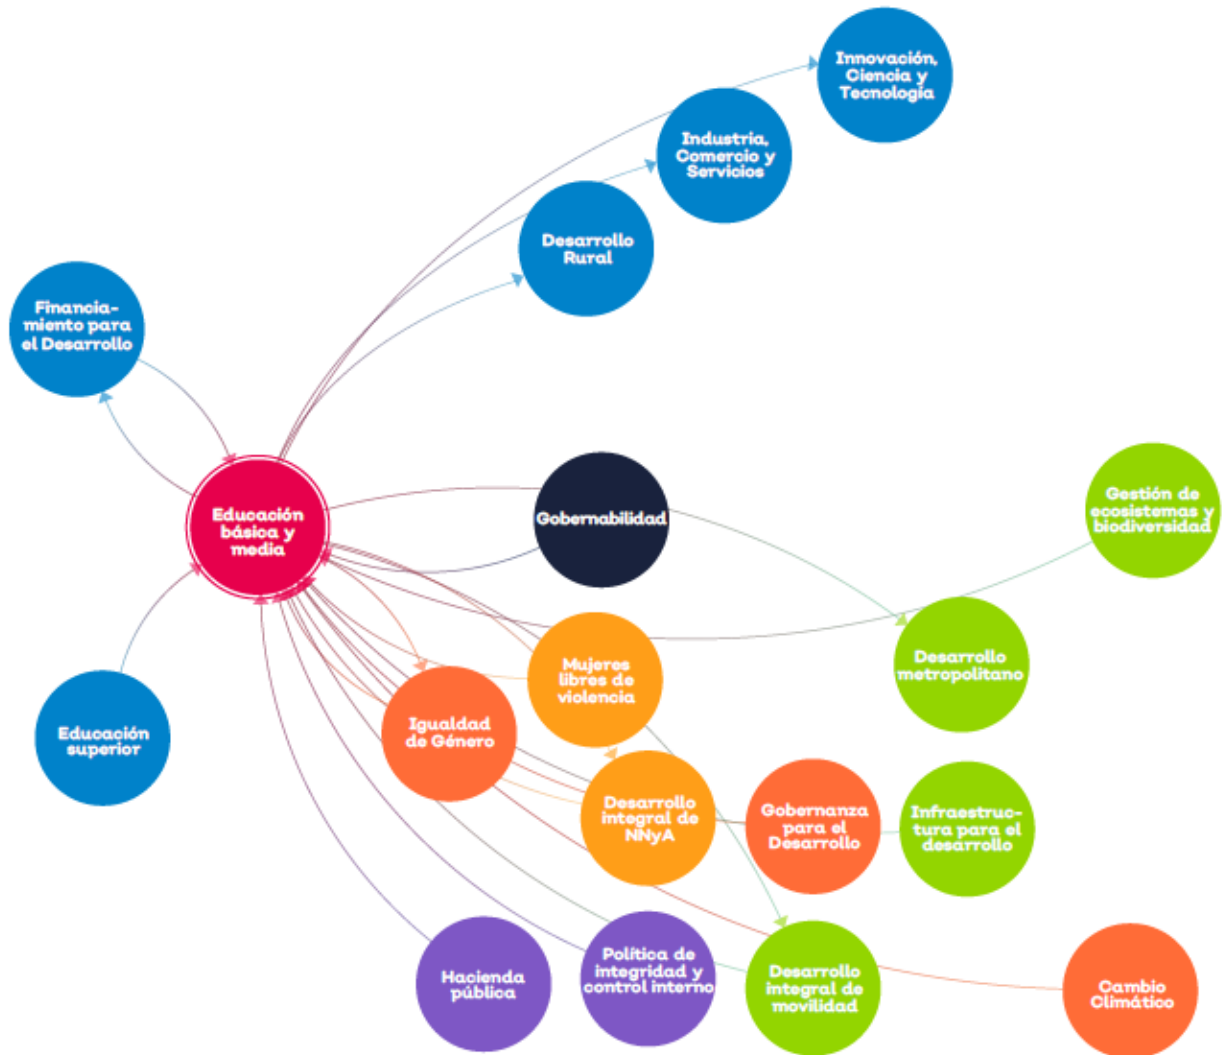 Innovación,
Ciencia y
Tecnología
Industria,
Comercio y
Servicios
Desarrollo
Rural
Financia-
miento para
el Desarrollo
Educación
básica y
media
Gobernabilidad
Gestión de
ecosistemas y
biodiversidad
Desarrollo
metropolitano
Mujeres
libres de
violencia
Igualdad
de Género
Educación
superior
Desarrollo
integral de
NNyA
Gobernanza
para el
Desarrollo
Infraestruc-
tura para el
desarrollo
Hacienda
pública
Política de
integridad y
control interno
Desarrollo
integral de
movilidad
Cambio
Climático